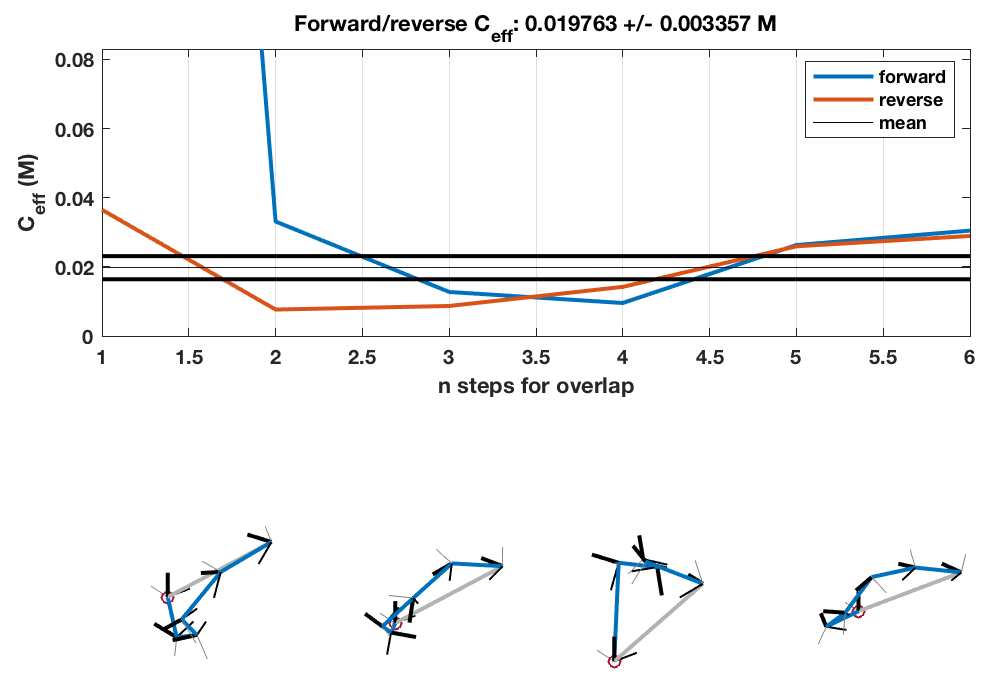 Forward/reverse C_eff: 0.019763 +/- 0.003357 M
0.08
0.06
0.04
0.02
0
C_eff (M)
forward
reverse
mean
1 1.5 2 2.5 3 3.5 4 4.5 5 5.5 6
n steps for overlap